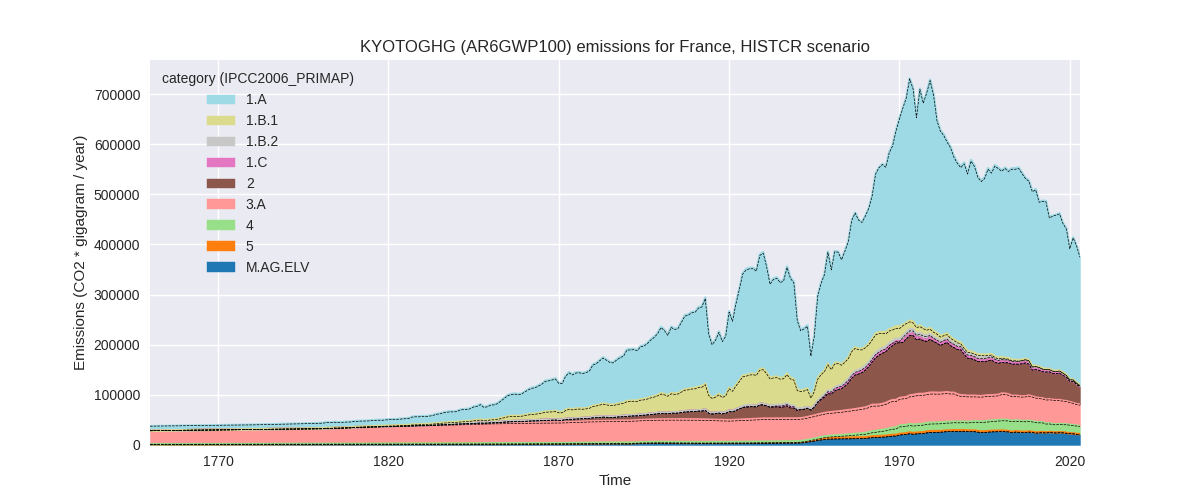 KYOTOGHG (AR6GWP100) emissions for France, HISTCR scenario
category (IPCC2006_PRIMAP)
1.A
1.B.1
1.B.2
1.C
2
3.A
4
5
M.AG.ELV
Emissions (CO2 * gigagram / year)
700000
600000
500000
400000
300000
200000
100000
0
1770
1820
1870
1920
1970
2020
Time